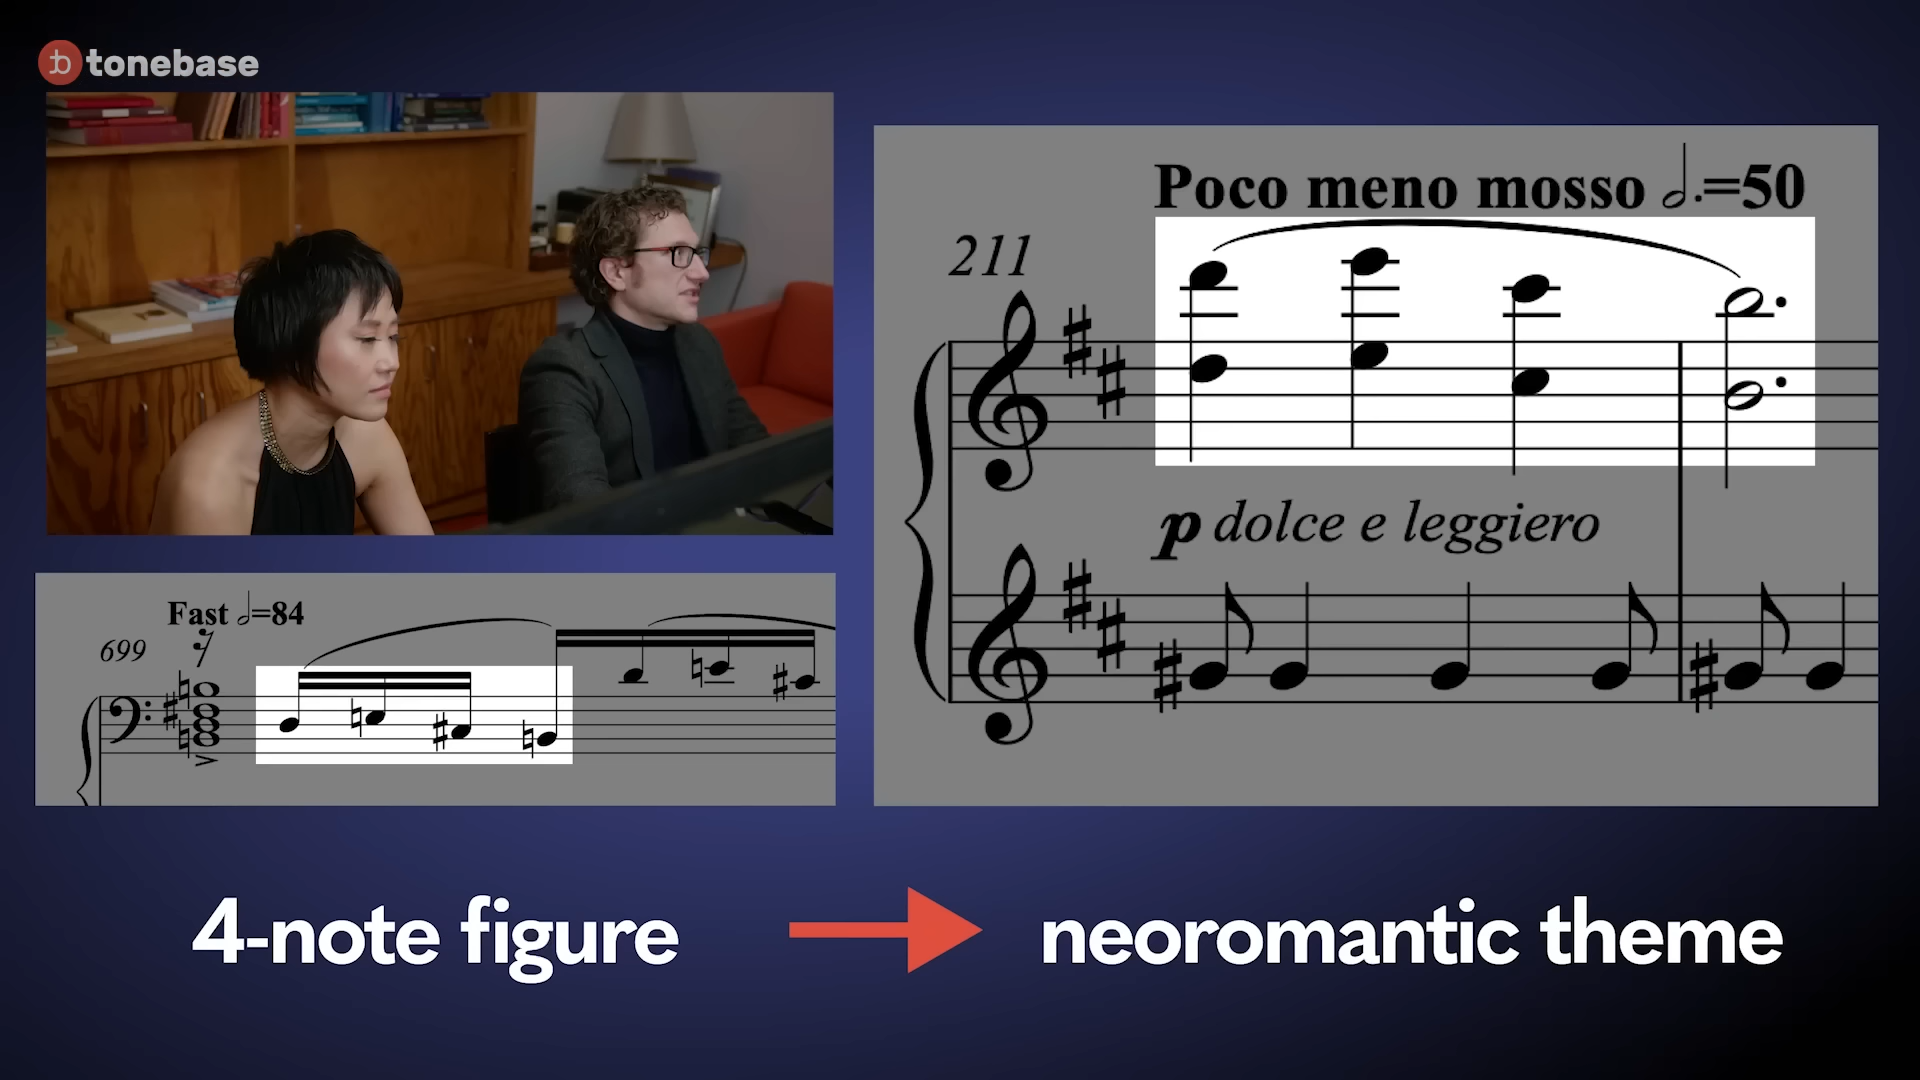 tonebase
Poco meno mosso 𝅗𝅥.=50
211
p dolce e leggiero
Fast 𝅗𝅥=84
699
4-note figure
neoromantic theme